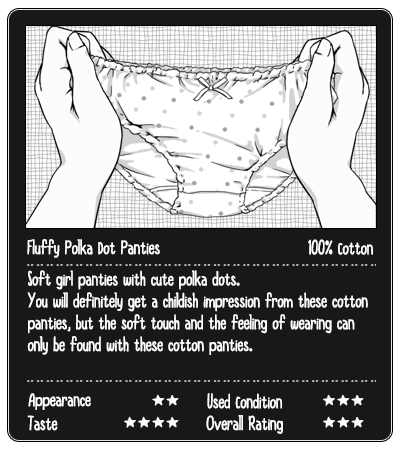 Fluffy Polka Dot Panties 100% Cotton
Soft girl panties with cute polka dots.
You will definitely get a childish impression from these cotton
panties, but the soft touch and the feeling of wearing can
only be found with these cotton panties.
Appearance ★★ Used Condition ★★★
Taste ★★★★ Overall Rating ★★★